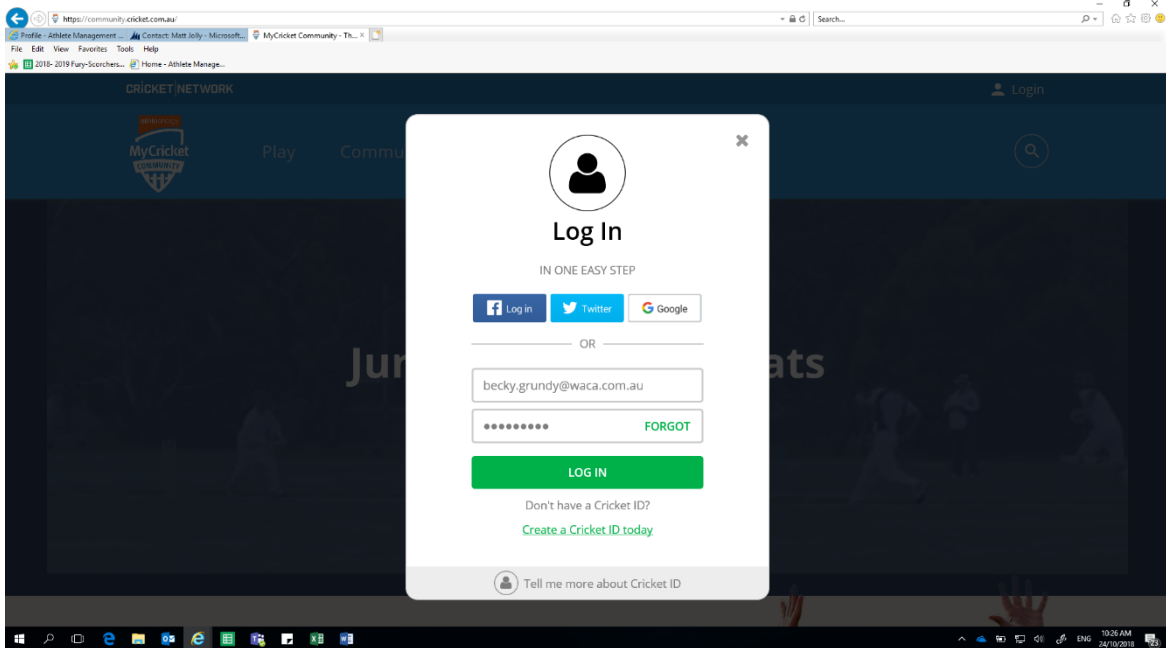 https://community.cricket.com.au/
Search...
Profile - Athlete Management ...
Contact: Matt Jolly - Microsoft...
MyCricket Community - Th...
File Edit View Favorites Tools Help
2018- 2019 Fury-Scorchers...
Home - Athlete Manage...
CRICKET NETWORK
Login
MyCricket
COMMUNITY
Play
Commu
Log In
IN ONE EASY STEP
Log in
Twitter
Google
OR
Jun
ats
becky.grundy@waca.com.au
FORGOT
LOG IN
Don't have a Cricket ID?
Create a Cricket ID today
Tell me more about Cricket ID
ENG
10:26 AM
24/10/2018